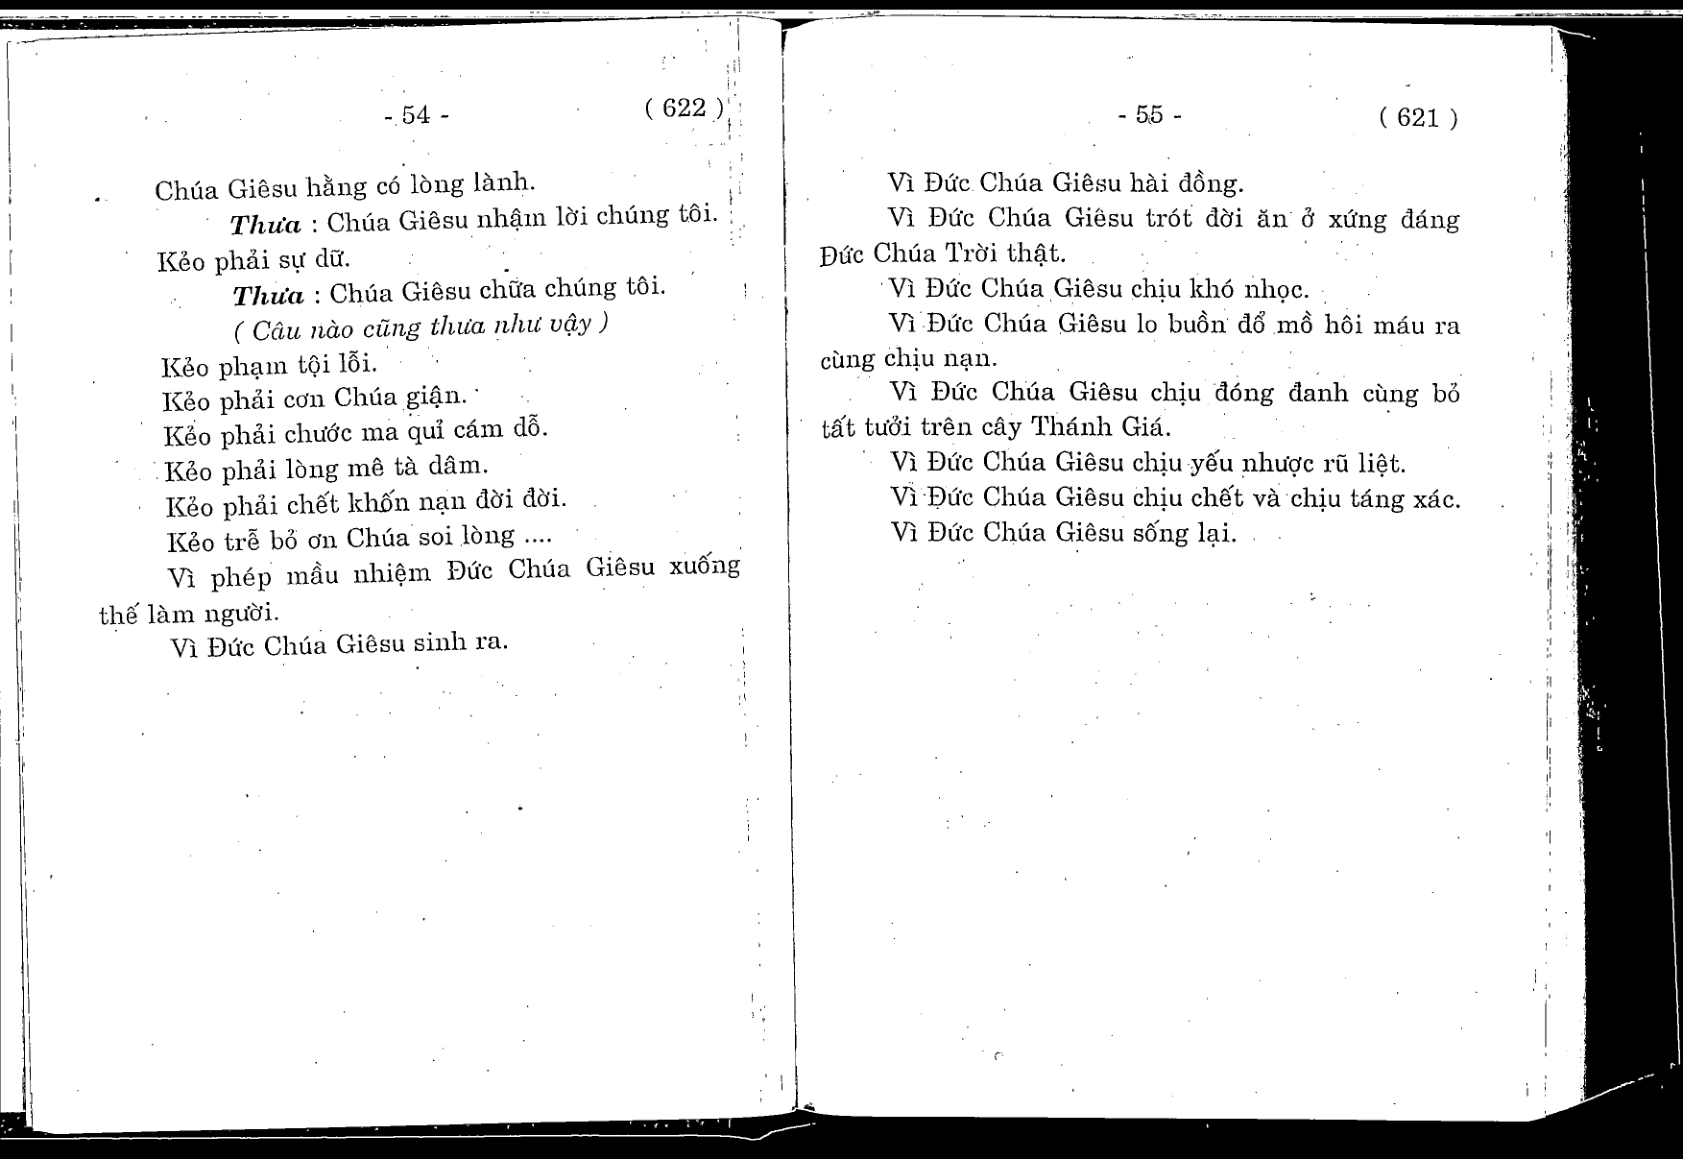 - 54 -
( 622 )
Chúa Giêsu hằng có lòng lành.
Thưa : Chúa Giêsu nhậm lời chúng tôi.
Kẻo phải sự dữ.
Thưa : Chúa Giêsu chữa chúng tôi.
( Câu nào cũng thưa như vậy )
Kẻo phạm tội lỗi.
Kẻo phải cơn Chúa giận.
Kẻo phải chước ma quỉ cám dỗ.
Kẻo phải lòng mê tà dâm.
Kẻo phải chết khốn nạn đời đời.
Kẻo trễ bỏ ơn Chúa soi lòng ....
Vì phép mầu nhiệm Đức Chúa Giêsu xuống
thế làm người.
Vì Đức Chúa Giêsu sinh ra.
- 55 -
( 621 )
Vì Đức Chúa Giêsu hài đồng.
Vì Đức Chúa Giêsu trót đời ăn ở xứng đáng
Đức Chúa Trời thật.
Vì Đức Chúa Giêsu chịu khó nhọc.
Vì Đức Chúa Giêsu lo buồn đổ mồ hôi máu ra
cùng chịu nạn.
Vì Đức Chúa Giêsu chịu đóng đanh cùng bỏ
tất tưởi trên cây Thánh Giá.
Vì Đức Chúa Giêsu chịu yếu nhược rũ liệt.
Vì Đức Chúa Giêsu chịu chết và chịu táng xác.
Vì Đức Chúa Giêsu sống lại.